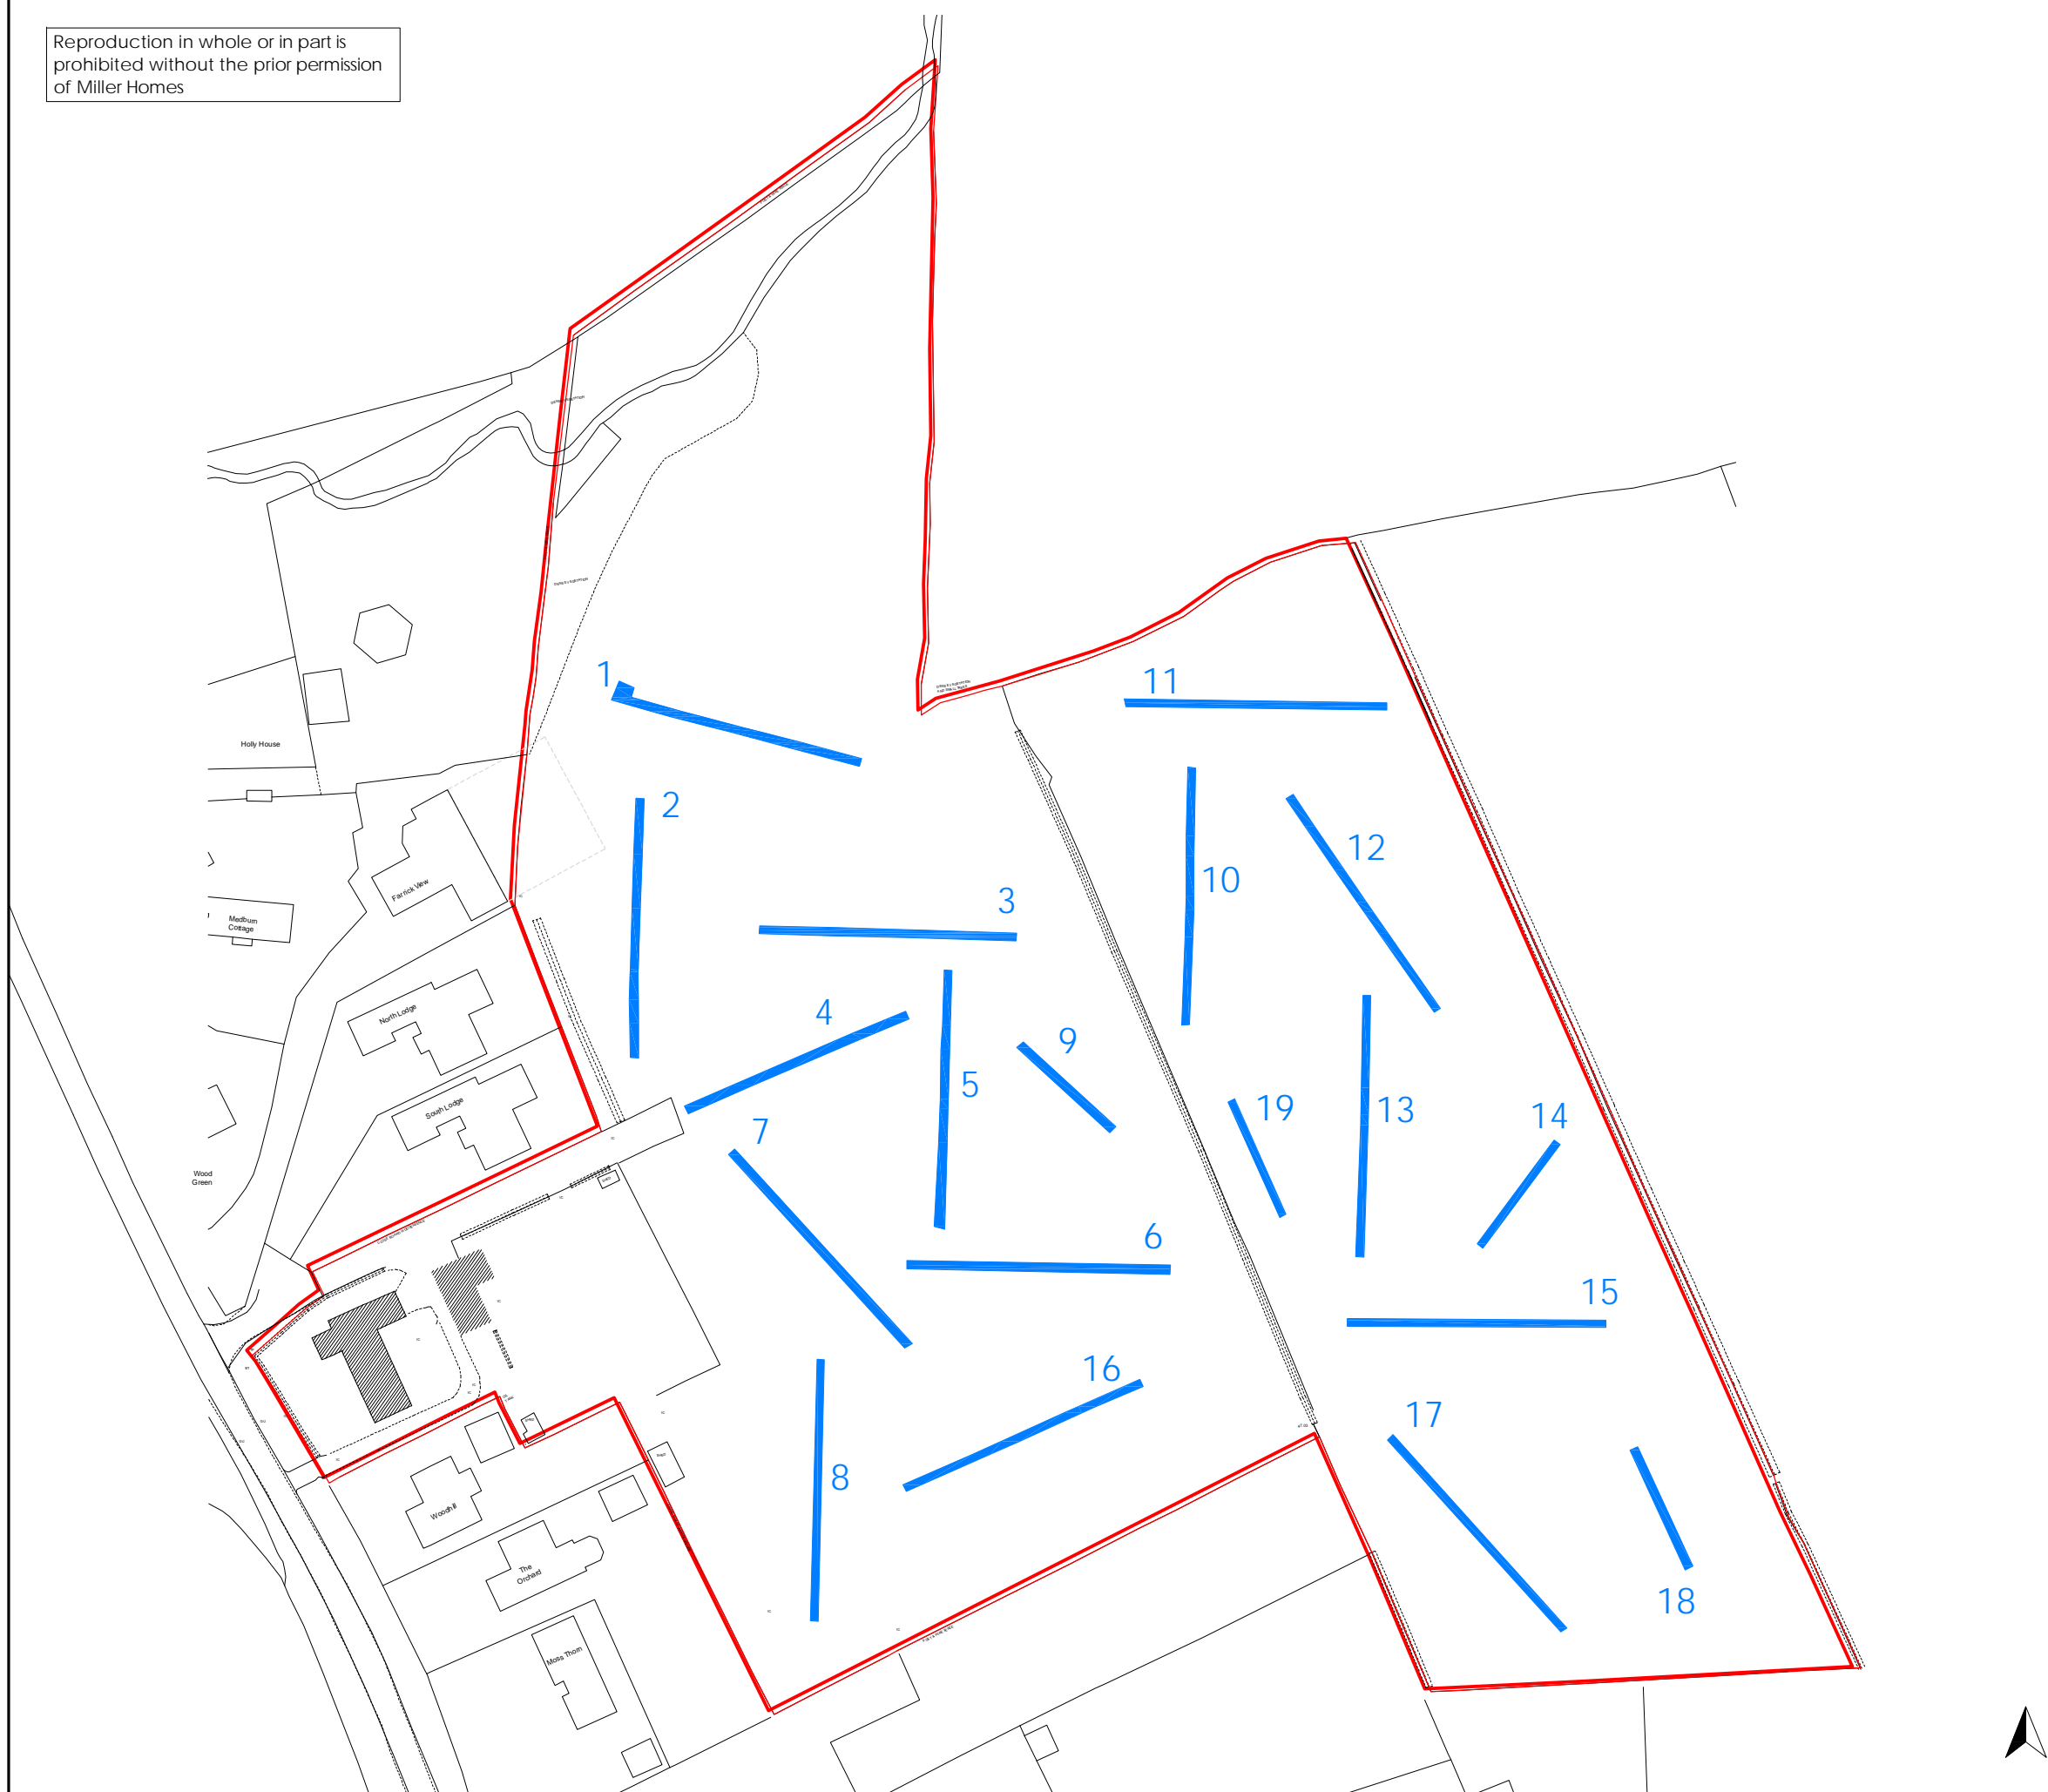 Reproduction in whole or in part is
prohibited without the prior permission
of Miller Homes
1
11
Holly House
2
12
10
Farrick View
3
Medburn
Cottage
North Lodge
4
9
5
South Lodge
19
13
14
7
Wood
Green
6
15
16
17
8
Woodhill
The
Orchard
18
Moss Thorn